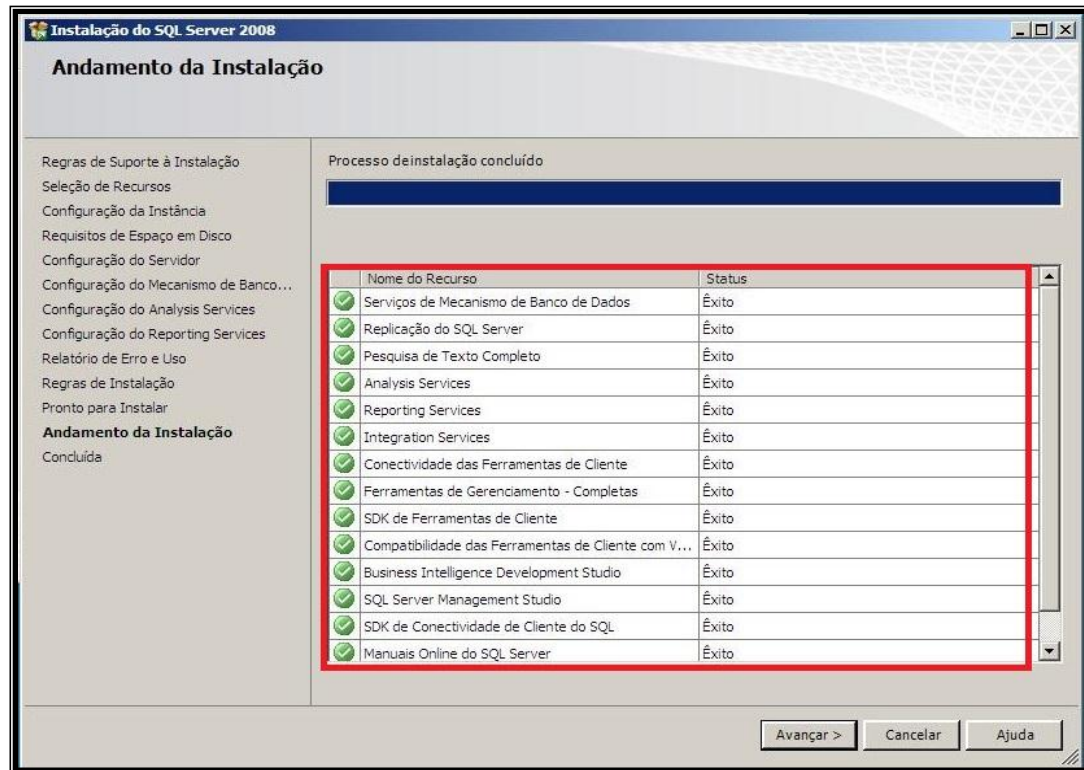 Instalação do SQL Server 2008
Andamento da Instalação
Regras de Suporte à Instalação
Seleção de Recursos
Configuração da Instância
Requisitos de Espaço em Disco
Configuração do Servidor
Configuração do Mecanismo de Banco...
Configuração do Analysis Services
Configuração do Reporting Services
Relatório de Erro e Uso
Regras de Instalação
Pronto para Instalar
Andamento da Instalação
Concluída
Processo deinstalação concluído
Nome do Recurso Status
Serviços de Mecanismo de Banco de Dados Êxito
Replicação do SQL Server Êxito
Pesquisa de Texto Completo Êxito
Analysis Services Êxito
Reporting Services Êxito
Integration Services Êxito
Conectividade das Ferramentas de Cliente Êxito
Ferramentas de Gerenciamento - Completas Êxito
SDK de Ferramentas de Cliente Êxito
Compatibilidade das Ferramentas de Cliente com V... Êxito
Business Intelligence Development Studio Êxito
SQL Server Management Studio Êxito
SDK de Conectividade de Cliente do SQL Êxito
Manuais Online do SQL Server Êxito
Avançar > Cancelar Ajuda